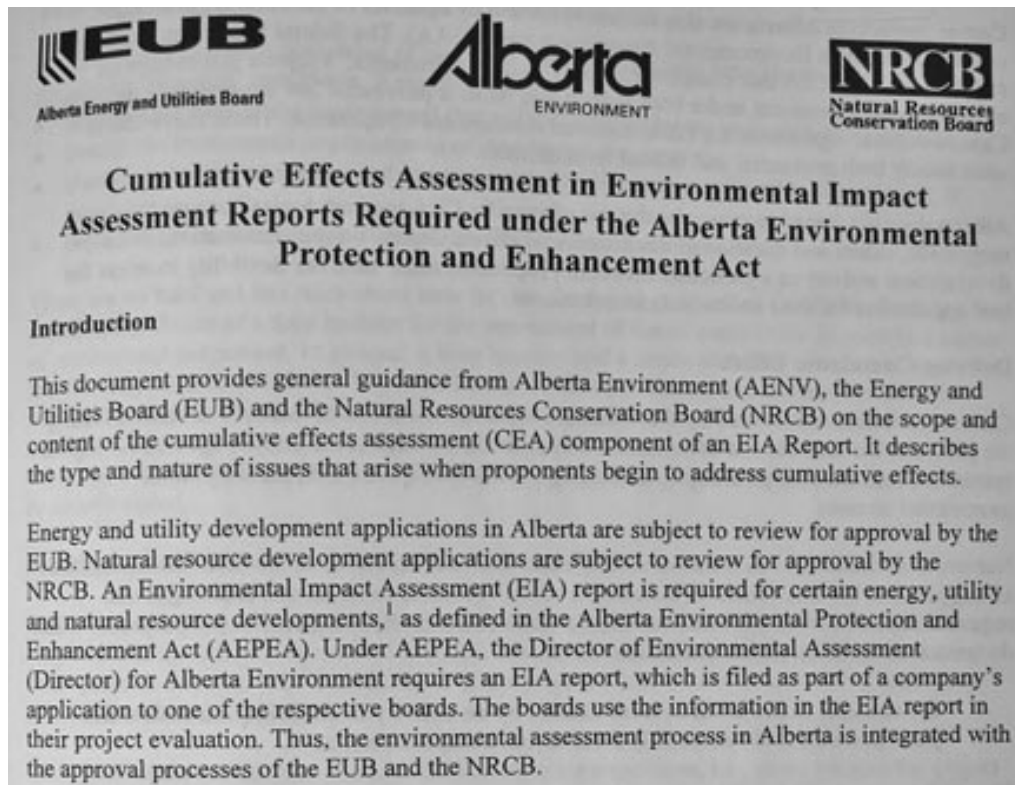 EUB
Alberta Energy and Utilities Board
Alberta
ENVIRONMENT
NRCB
Natural Resources
Conservation Board
Cumulative Effects Assessment in Environmental Impact
Assessment Reports Required under the Alberta Environmental
Protection and Enhancement Act
Introduction
This document provides general guidance from Alberta Environment (AENV), the Energy and
Utilities Board (EUB) and the Natural Resources Conservation Board (NRCB) on the scope and
content of the cumulative effects assessment (CEA) component of an EIA Report. It describes
the type and nature of issues that arise when proponents begin to address cumulative effects.
Energy and utility development applications in Alberta are subject to review for approval by the
EUB. Natural resource development applications are subject to review for approval by the
NRCB. An Environmental Impact Assessment (EIA) report is required for certain energy, utility
and natural resource developments,1 as defined in the Alberta Environmental Protection and
Enhancement Act (AEPEA). Under AEPEA, the Director of Environmental Assessment
(Director) for Alberta Environment requires an EIA report, which is filed as part of a company's
application to one of the respective boards. The boards use the information in the EIA report in
their project evaluation. Thus, the environmental assessment process in Alberta is integrated with
the approval processes of the EUB and the NRCB.